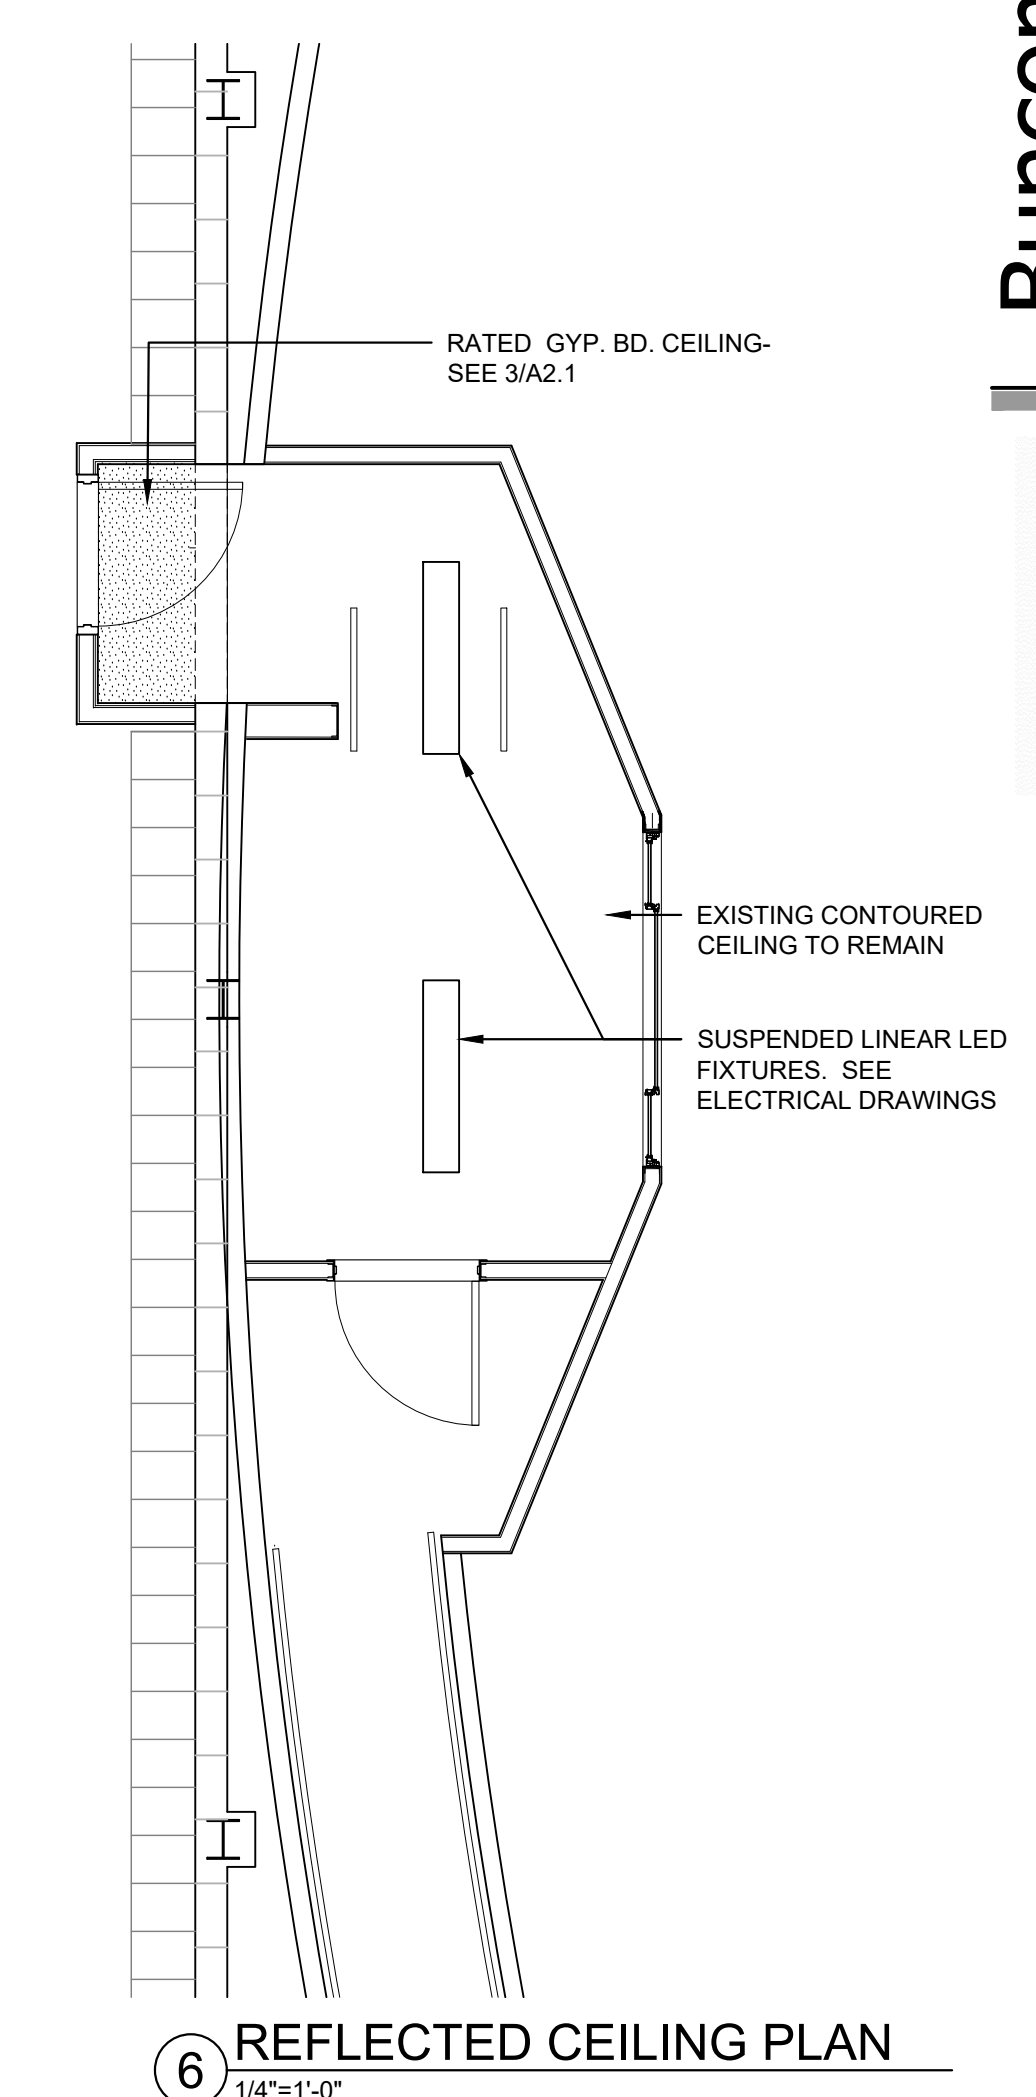 RATED GYP. BD. CEILING-
SEE 3/A2.1
EXISTING CONTOURED
CEILING TO REMAIN
SUSPENDED LINEAR LED
FIXTURES. SEE
ELECTRICAL DRAWINGS
6
REFLECTED CEILING PLAN
1/4"=1'-0"